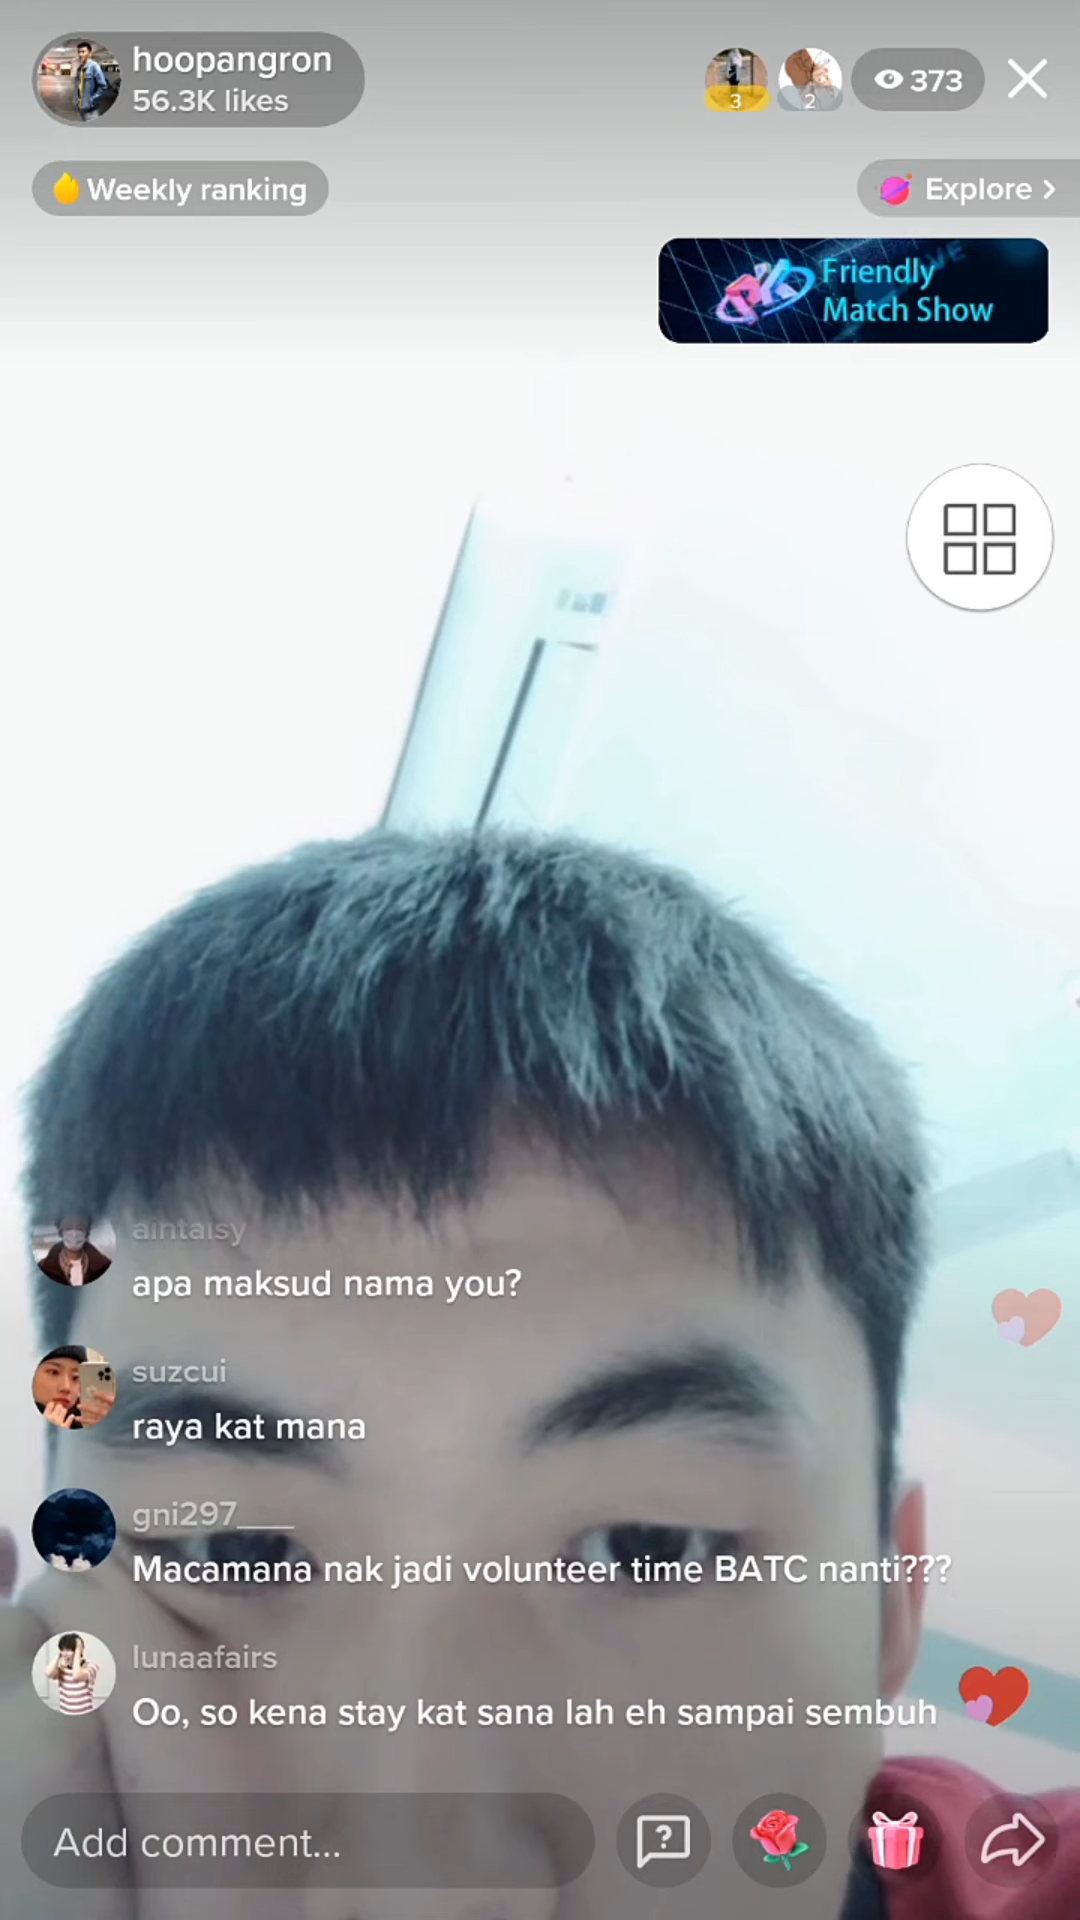 hoopangron
56.3K likes
3
2
373
Weekly ranking
Explore >
Friendly
Match Show
aintaisy
apa maksud nama you?
suzcui
raya kat mana
gni297___
Macamana nak jadi volunteer time BATC nanti???
lunaafairs
Oo, so kena stay kat sana lah eh sampai sembuh
Add comment...